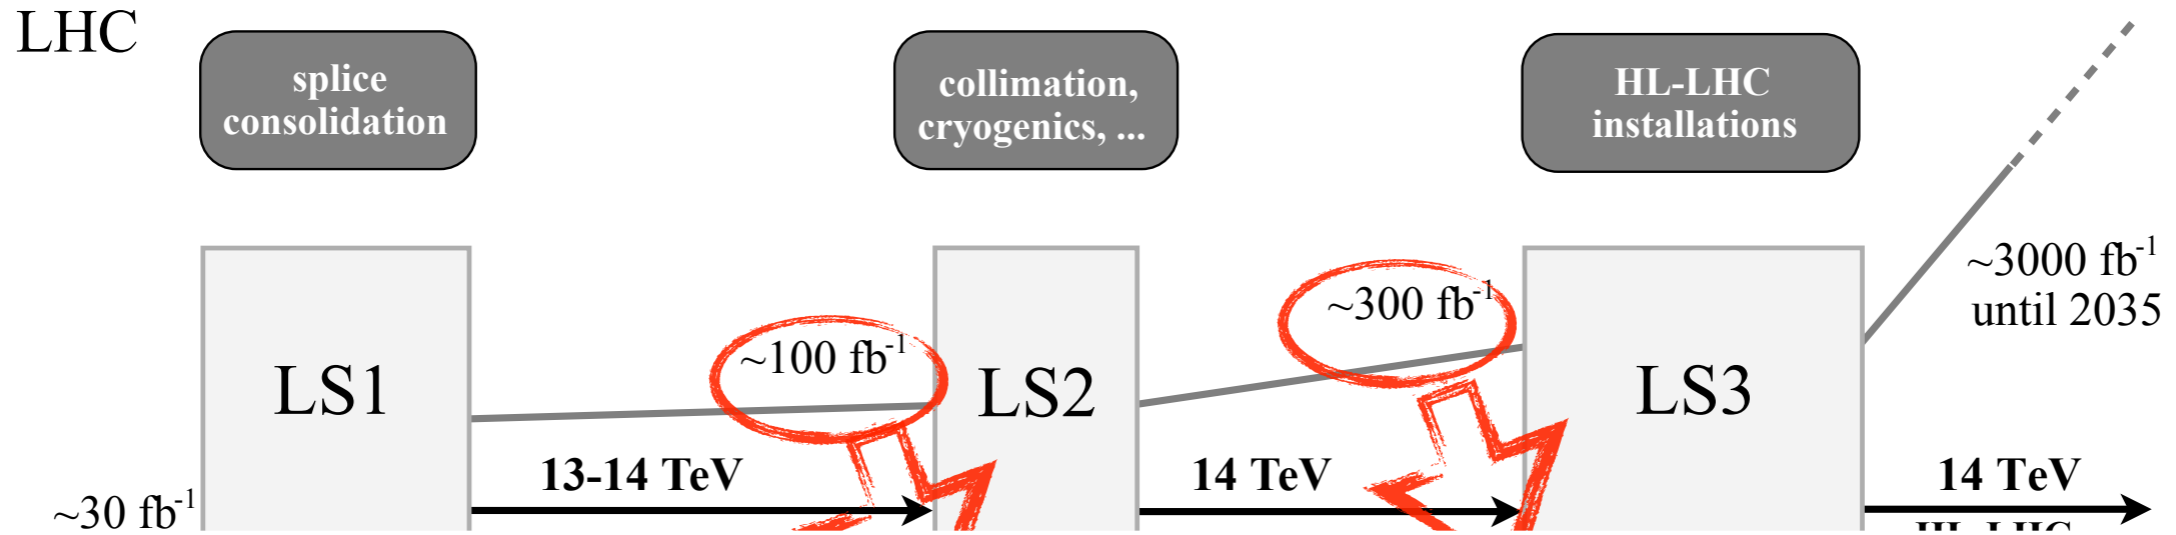 LHC
splice
consolidation
collimation,
cryogenics, ...
HL-LHC
installations
~3000 fb-1
until 2035
~300 fb-1
~100 fb-1
LS1
LS2
LS3
13-14 TeV
14 TeV
14 TeV
~30 fb-1